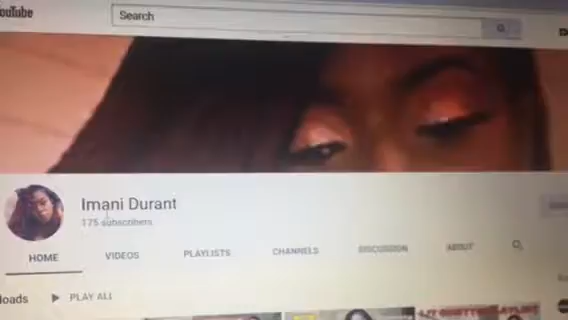 YouTube
Search
Imani Durant
175 subscribers
HOME VIDEOS PLAYLISTS CHANNELS DISCUSSION ABOUT
loads PLAY ALL